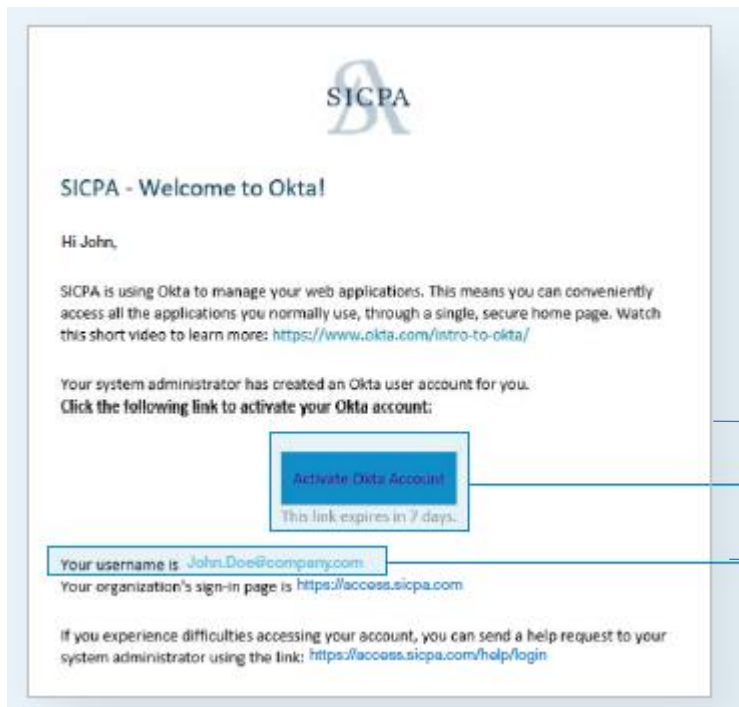 SICPA
SICPA - Welcome to Okta!
Hi John,
SICPA is using Okta to manage your web applications. This means you can conveniently
access all the applications you normally use, through a single, secure home page. Watch
this short video to learn more: https://www.okta.com/intro-to-okta/
Your system administrator has created an Okta user account for you.
Click the following link to activate your Okta account:
Activate Okta Account
This link expires in 7 days.
Your username is John.Doe@company.com
Your organization's sign-in page is https://access.sicpa.com
If you experience difficulties accessing your account, you can send a help request to your
system administrator using the link: https://access.sicpa.com/help/login